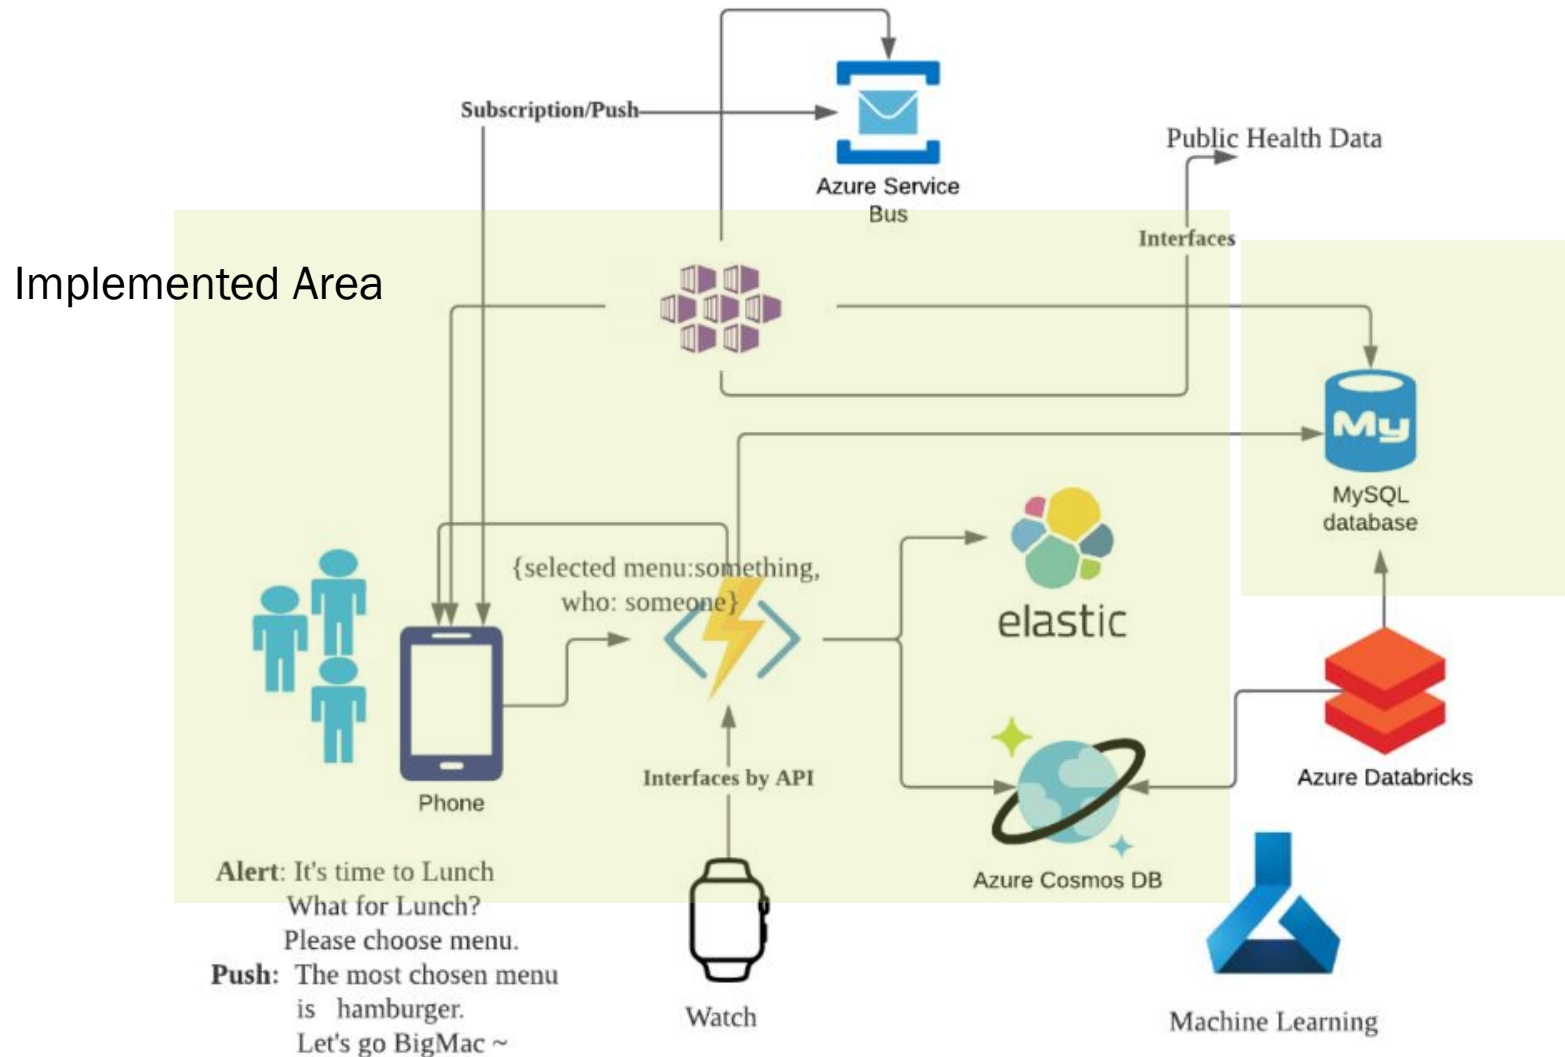 Subscription/Push
Azure Service
Bus
Public Health Data
Interfaces
Implemented Area
My
MySQL
database
{selected menu:something,
who: someone}
elastic
Phone
Interfaces by API
Azure Databricks
Azure Cosmos DB
Alert: It's time to Lunch
What for Lunch?
Please choose menu.
Push: The most chosen menu
is hamburger.
Let's go BigMac ~
Watch
Machine Learning